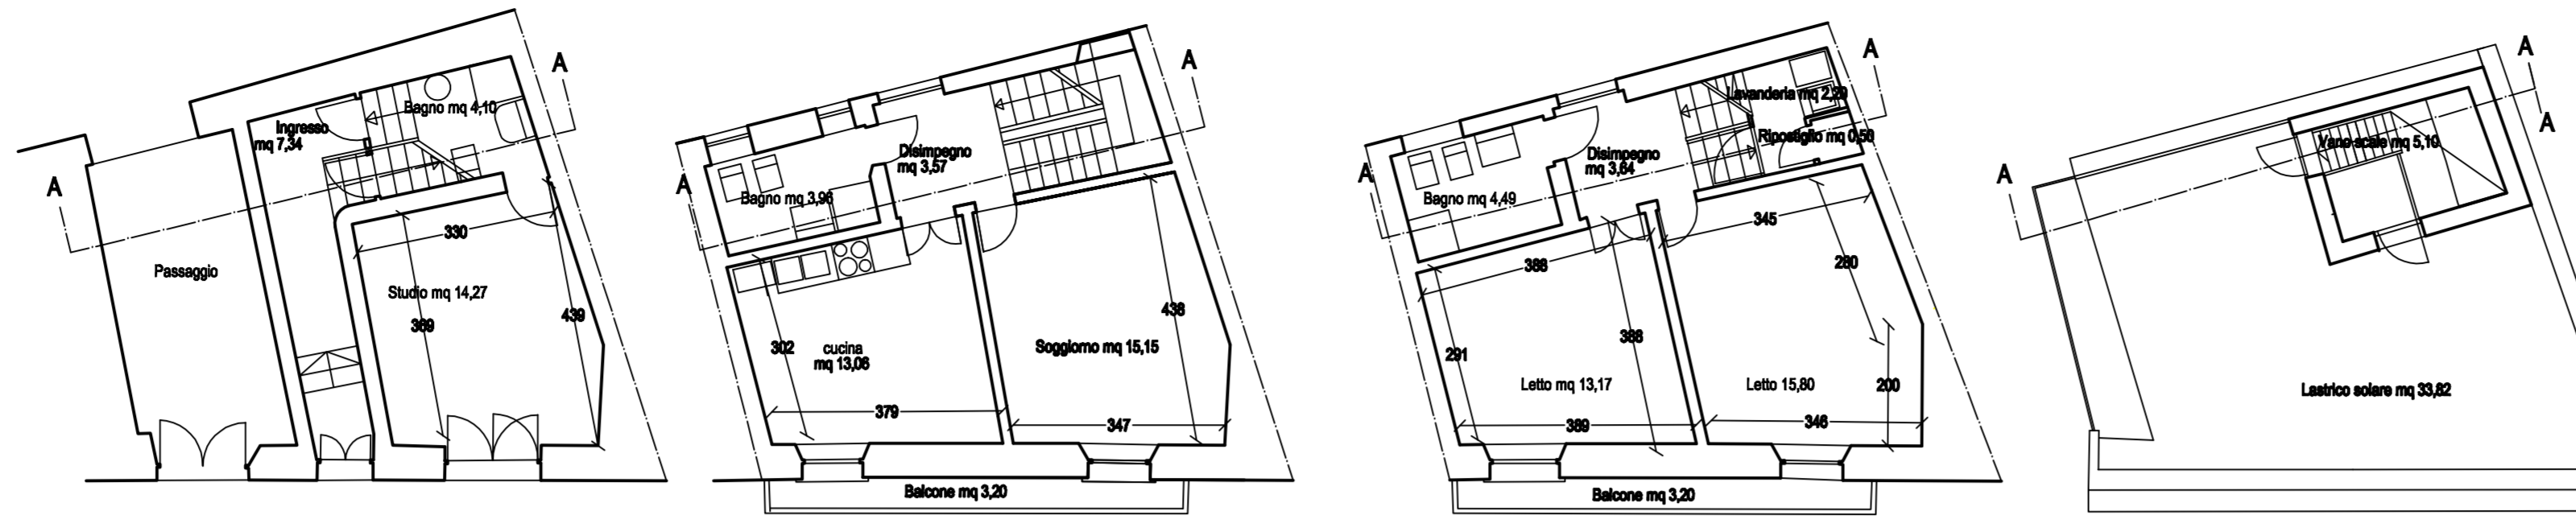 A
A
Ingresso
mq 7,34
Bagno mq 4,10
Passaggio
330
Studio mq 14,27
369
439
A
A
Disimpegno
mq 3,57
Bagno mq 3,96
302
cucina
mq 13,06
438
Soggiorno mq 15,15
379
347
Balcone mq 3,20
A
A
Lavanderia mq 2,29
Ripostiglio mq 0,50
Disimpegno
mq 3,64
Bagno mq 4,49
345
388
280
291
388
Letto mq 13,17
Letto 15,80
200
389
346
Balcone mq 3,20
A
A
A
Vano scale mq 5,10
Lastrico solare mq 33,82